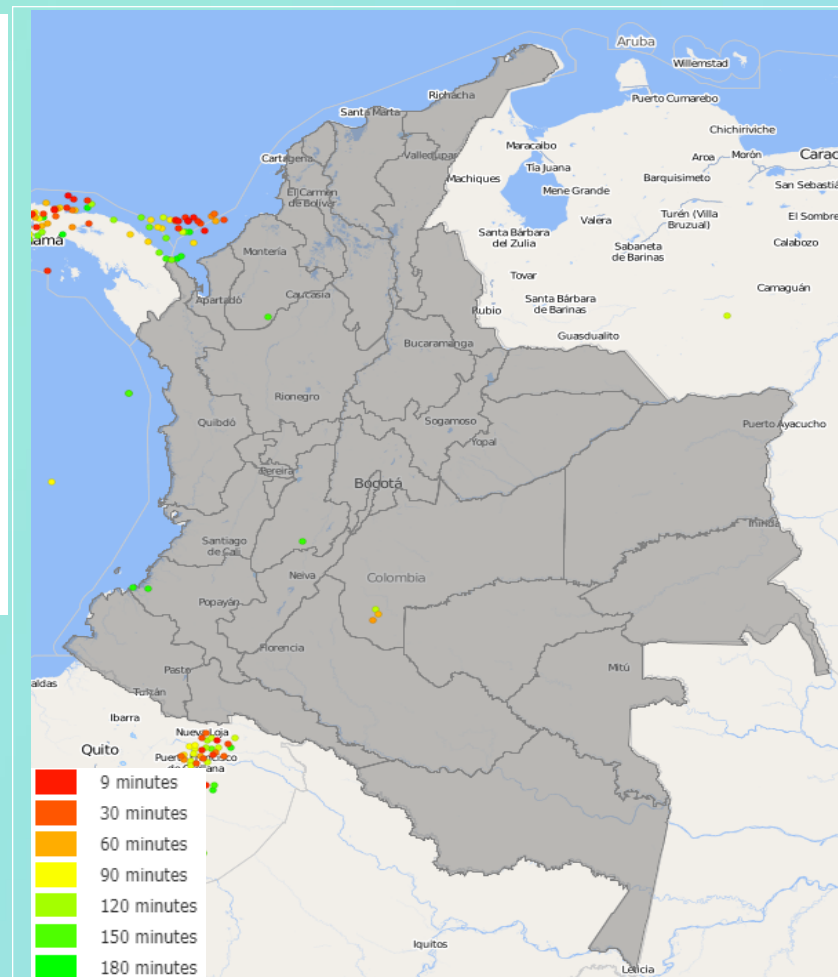 Aruba
Willemstad
Puerto Cumarebo
Riohacha
Santa Marta
Chichiriviche
Maracaibo
Cartagena
Valledupar
Aroa
Morón
Carac
Tía Juana
Machiques
Barquisimeto
San Sebastiá
Mene Grande
El Carmen
de Bolívar
Valera
Turén (Villa
Bruzual)
El Sombre
Santa Bárbara
del Zulia
Sabaneta
de Barinas
Calabozo
Montería
Tovar
Camaguán
Apartadó
Caucasia
Santa Bárbara
de Barinas
Rubio
Guasdualito
Bucaramanga
Rionegro
Quibdó
Sogamoso
Puerto Ayacucho
Yopal
Pereira
Bogotá
Inírida
Santiago
de Cali
Neiva
Colombia
Popayán
Florencia
Mitú
Pasto
aldas
Tulcán
Ibarra
Nueva Loja
Quito
9 minutes
30 minutes
60 minutes
90 minutes
120 minutes
150 minutes
Iquitos
180 minutes
Leticia